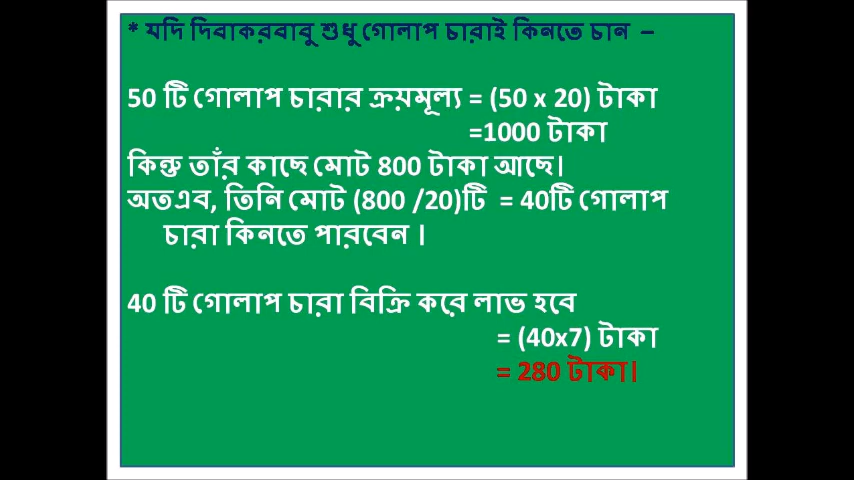 * যদি দিবাকরবাবু শুধু গোলাপ চারাই কিনতে চান –
50 টি গোলাপ চারার ক্রয়মূল্য = (50 x 20) টাকা
=1000 টাকা
কিন্তু তাঁর কাছে মোট 800 টাকা আছে।
অতএব, তিনি মোট (800 /20)টি = 40টি গোলাপ
চারা কিনতে পারবেন ।
40 টি গোলাপ চারা বিক্রি করে লাভ হবে
= (40x7) টাকা
= 280 টাকা।